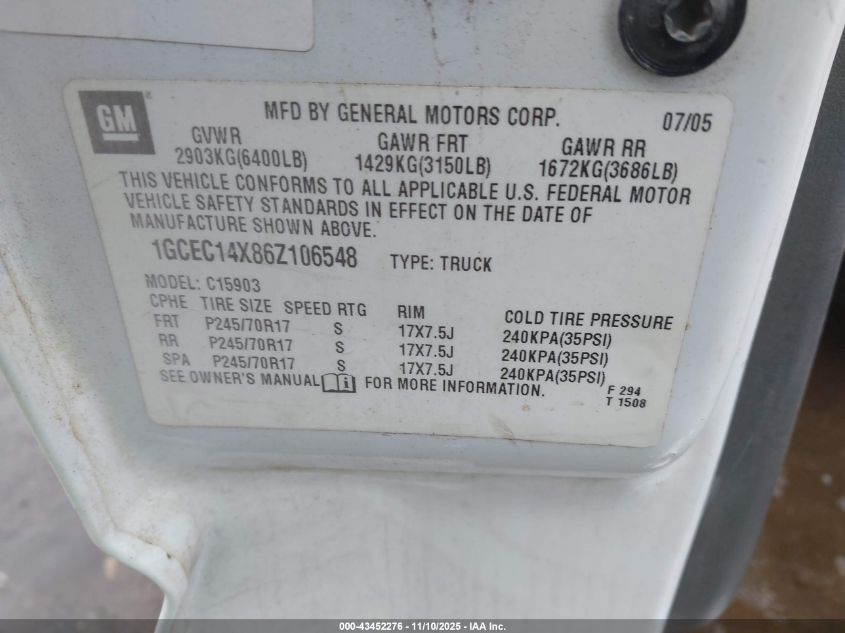 GM
®
MFD BY GENERAL MOTORS CORP. 07/05
GVWR GAWR FRT GAWR RR
2903KG(6400LB) 1429KG(3150LB) 1672KG(3686LB)
THIS VEHICLE CONFORMS TO ALL APPLICABLE U.S. FEDERAL MOTOR
VEHICLE SAFETY STANDARDS IN EFFECT ON THE DATE OF
MANUFACTURE SHOWN ABOVE.
1GCEC14X86Z106548 TYPE: TRUCK
MODEL: C15903
CPHE TIRE SIZE SPEED RTG RIM COLD TIRE PRESSURE
FRT P245/70R17 S 17X7.5J 240KPA(35PSI)
RR P245/70R17 S 17X7.5J 240KPA(35PSI)
SPA P245/70R17 S 17X7.5J 240KPA(35PSI)
SEE OWNER'S MANUAL i FOR MORE INFORMATION.
F 294
T 1508
000-43452276 - 11/10/2025 - IAA Inc.